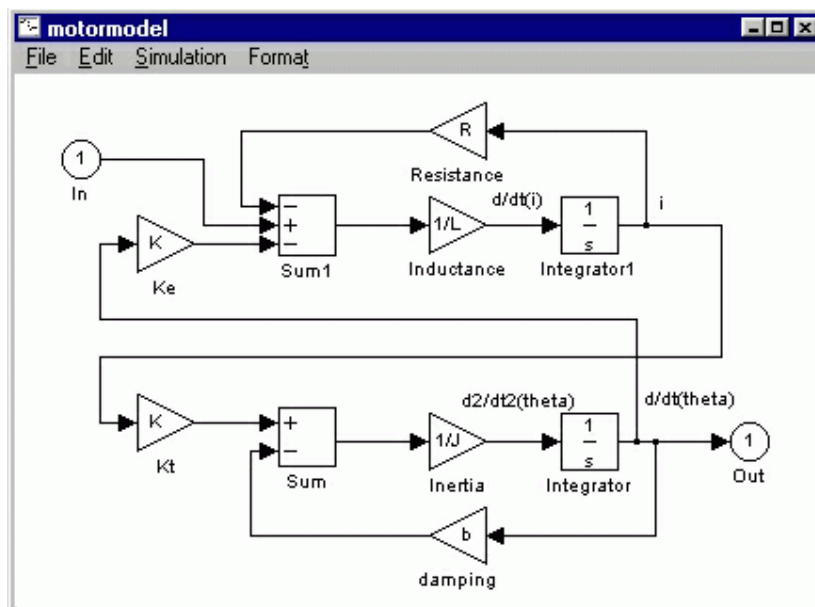 motormodel
File Edit Simulation Format
R
Resistance
1
In
−
+
−
Sum1
1/L
Inductance
d/dt(i)
1
s
Integrator1
i
K
Ke
K
Kt
+
−
Sum
1/J
Inertia
d2/dt2(theta)
1
s
Integrator
d/dt(theta)
1
Out
b
damping